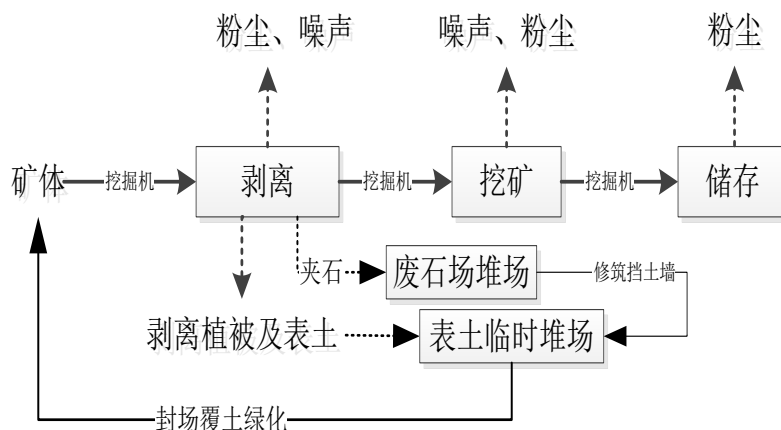 粉尘、噪声
噪声、粉尘
粉尘
矿体
挖掘机
剥离
挖掘机
挖矿
挖掘机
储存
夹石
废石场堆场
修筑挡土墙
剥离植被及表土
表土临时堆场
封场覆土绿化